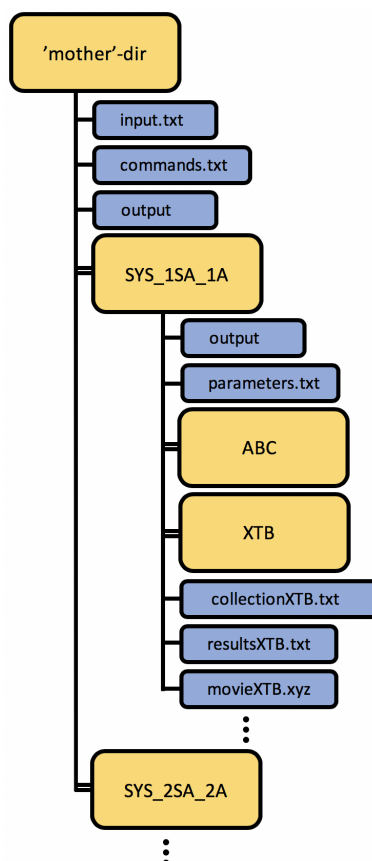 ’mother’-dir
input.txt
commands.txt
output
SYS_1SA_1A
output
parameters.txt
ABC
XTB
collectionXTB.txt
resultsXTB.txt
movieXTB.xyz
SYS_2SA_2A